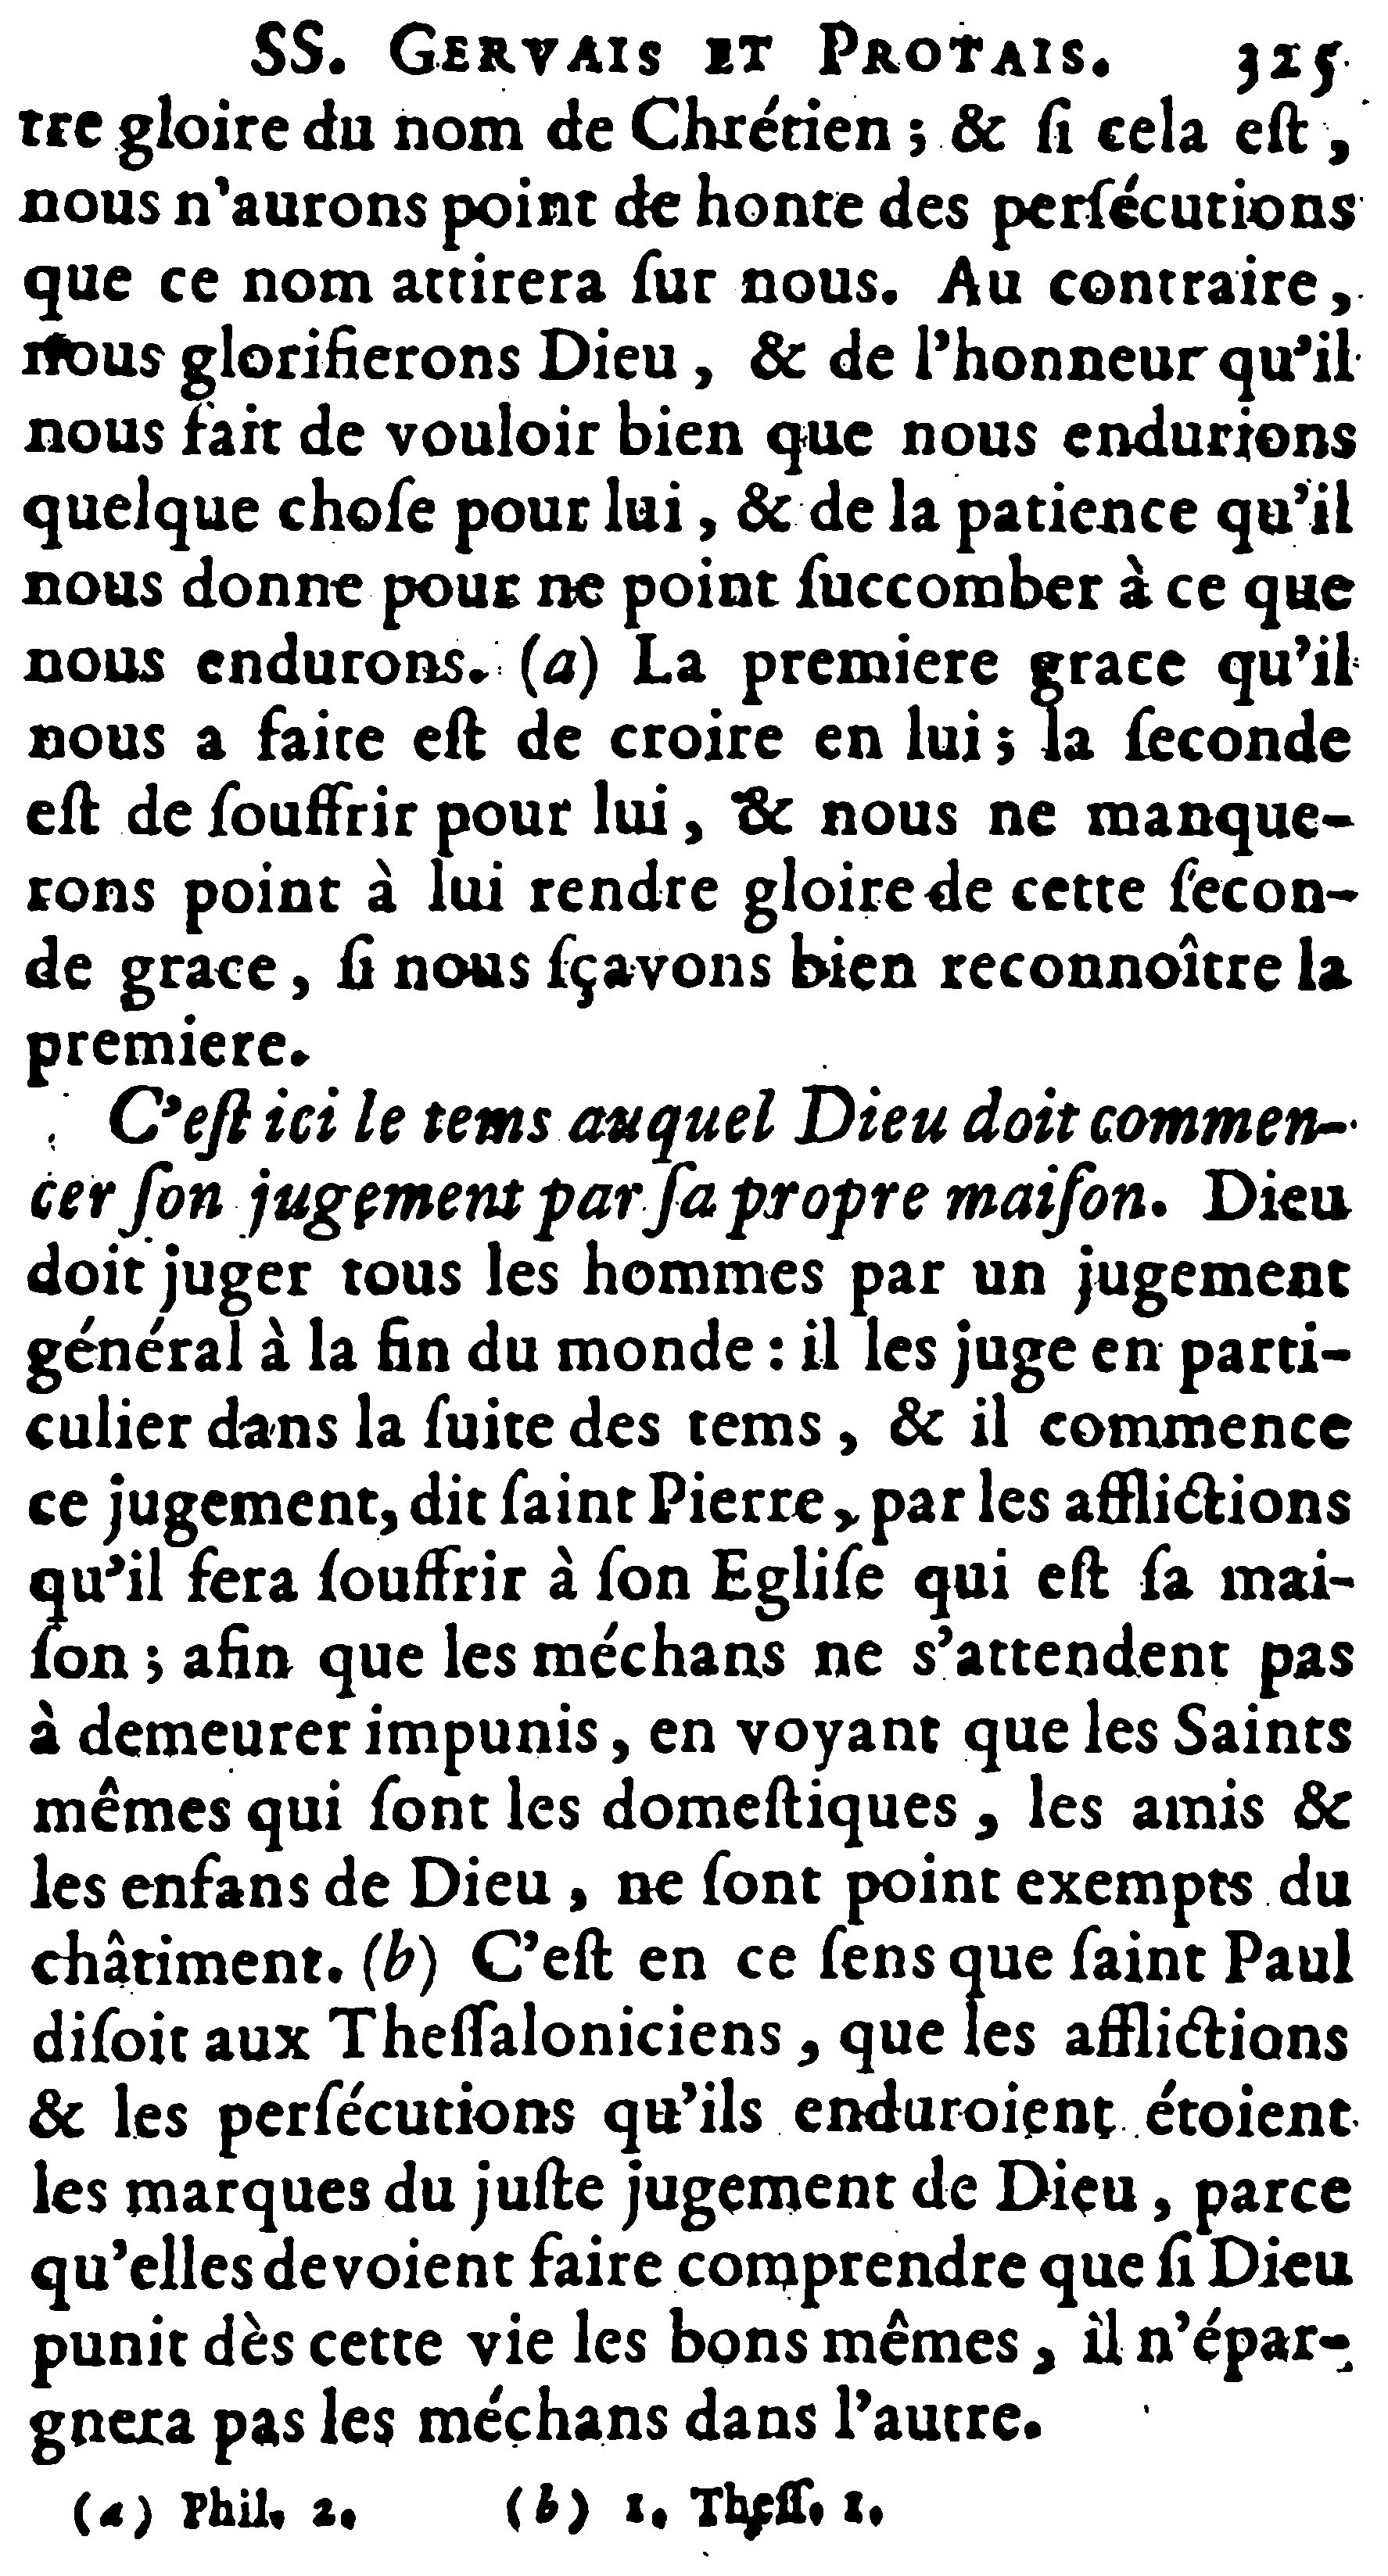 SS. GERVAIS ET PROTAIS. 325
tre gloire du nom de Chrétien ; & ſi cela eſt ,
nous n'aurons point de honte des perſécutions
que ce nom attirera ſur nous. Au contraire ,
nous glorifierons Dieu , & de l'honneur qu'il
nous fait de vouloir bien que nous endurions
quelque choſe pour lui , & de la patience qu'il
nous donne pour ne point ſuccomber à ce que
nous endurons. (a) La premiere grace qu'il
nous a faite eſt de croire en lui ; la ſeconde
eſt de ſouffrir pour lui , & nous ne manque-
rons point à lui rendre gloire de cette ſecon-
de grace , ſi nous ſçavons bien reconnoître la
premiere.
C'eſt ici le tems auquel Dieu doit commen-
cer ſon jugement par ſa propre maiſon. Dieu
doit juger tous les hommes par un jugement
général à la fin du monde : il les juge en parti-
culier dans la ſuite des tems , & il commence
ce jugement, dit ſaint Pierre , par les afflictions
qu'il fera ſouffrir à ſon Egliſe qui eſt ſa mai-
ſon ; afin que les méchans ne s'attendent pas
à demeurer impunis , en voyant que les Saints
mêmes qui ſont les domeſtiques , les amis &
les enfans de Dieu , ne ſont point exempts du
châtiment. (b) C'eſt en ce ſens que ſaint Paul
diſoit aux Theſſaloniciens , que les afflictions
& les perſécutions qu'ils enduroient étoient
les marques du juſte jugement de Dieu , parce
qu'elles devoient faire comprendre que ſi Dieu
punit dès cette vie les bons mêmes , il n'épar-
gnera pas les méchans dans l'autre.
(a) Phil. 2. (b) 1. Theſſ. 1.